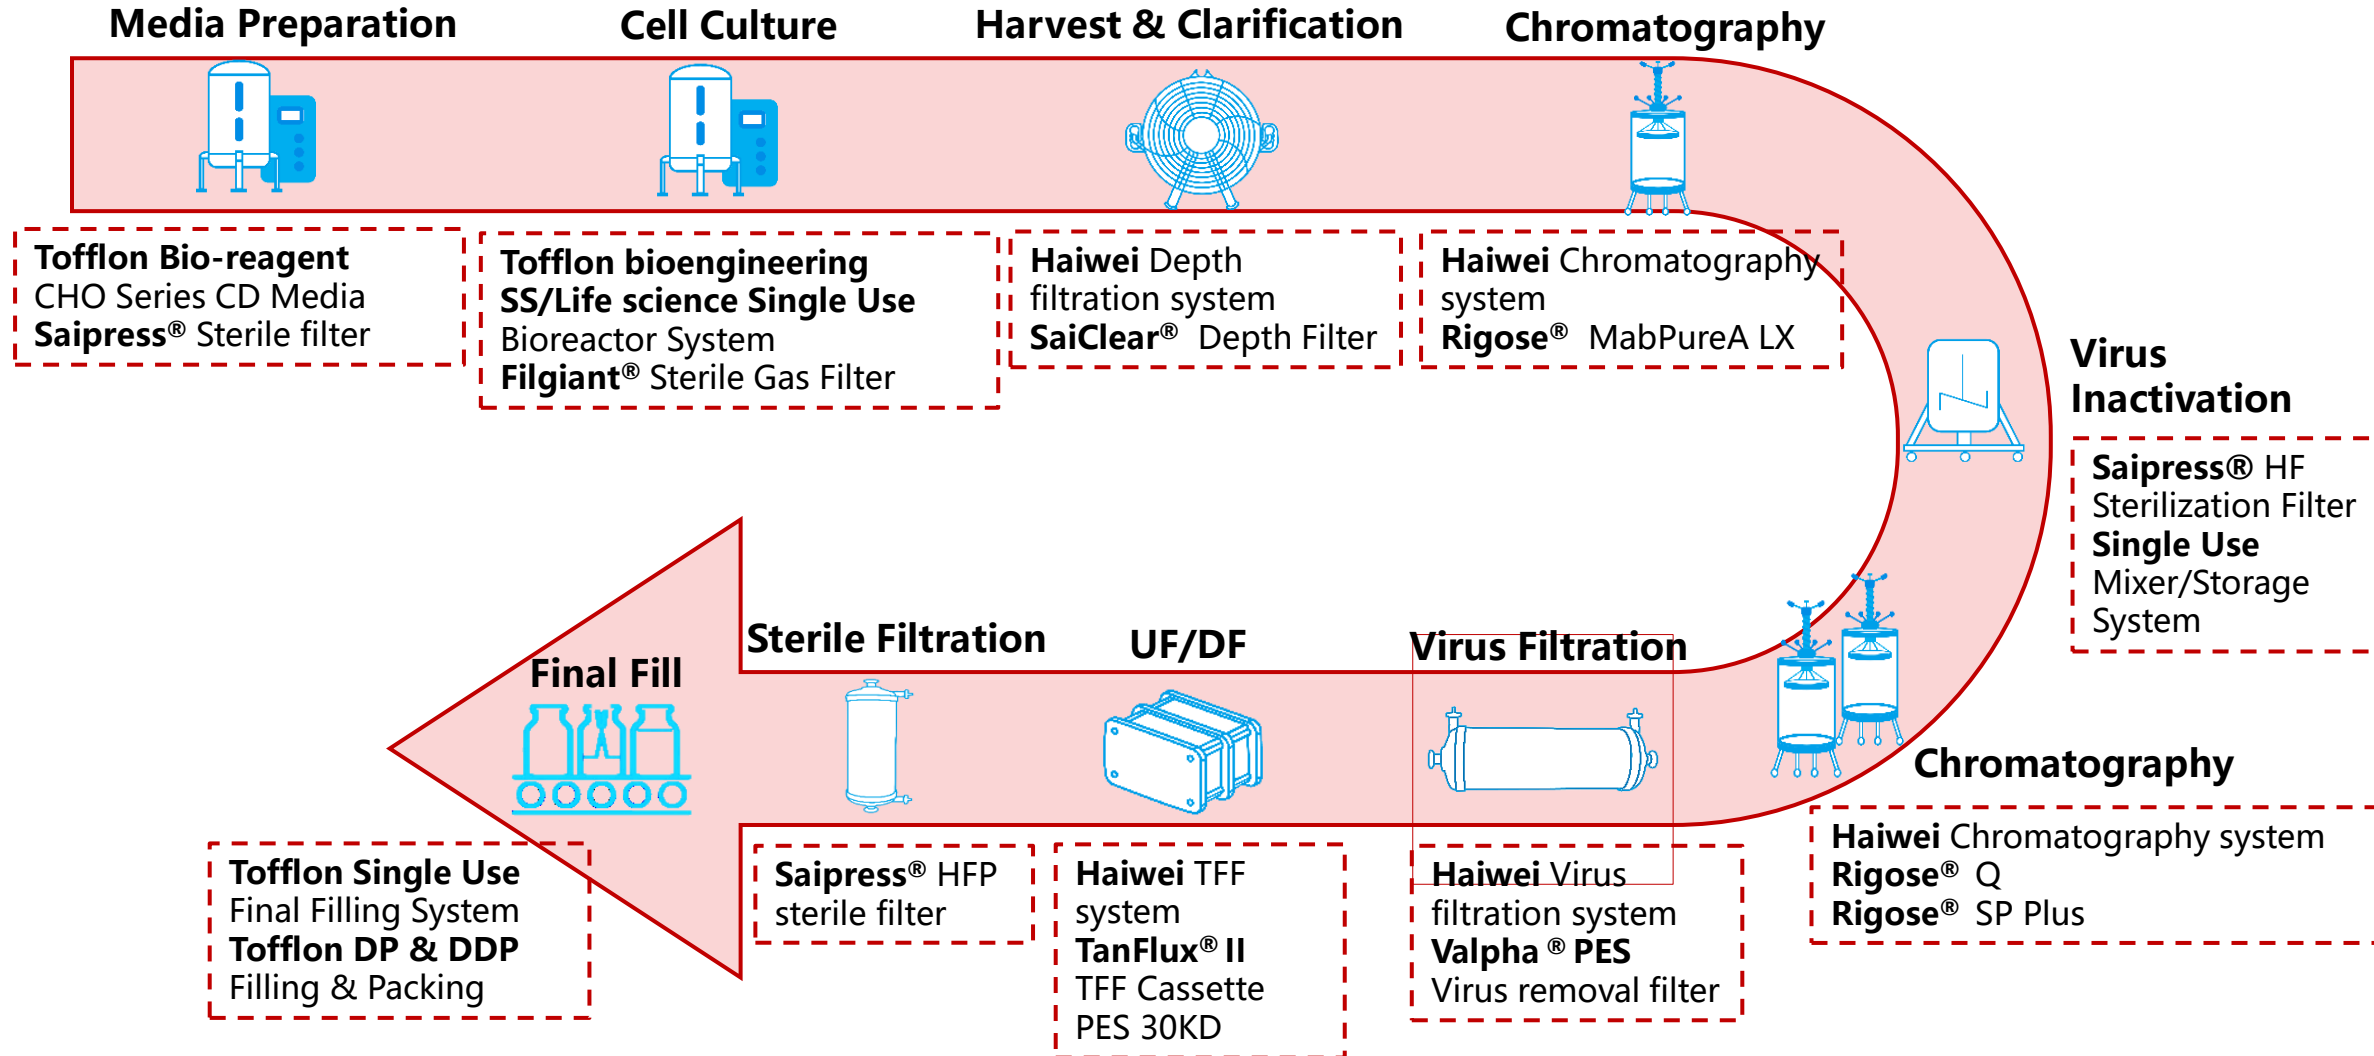 Media Preparation
Cell Culture
Harvest & Clarification
Chromatography
Tofflon Bio-reagent
CHO Series CD Media
Saipress® Sterile filter
Tofflon bioengineering
SS/Life science Single Use
Bioreactor System
Filgiant® Sterile Gas Filter
Haiwei Depth
filtration system
SaiClear® Depth Filter
Haiwei Chromatography
system
Rigose® MabPureA LX
Virus
Inactivation
Saipress® HF
Sterilization Filter
Single Use
Mixer/Storage
System
Chromatography
Haiwei Chromatography system
Rigose® Q
Rigose® SP Plus
Virus Filtration
Haiwei Virus
filtration system
Valpha ® PES
Virus removal filter
UF/DF
Haiwei TFF
system
TanFlux® II
TFF Cassette
PES 30KD
Sterile Filtration
Saipress® HFP
sterile filter
Final Fill
Tofflon Single Use
Final Filling System
Tofflon DP & DDP
Filling & Packing